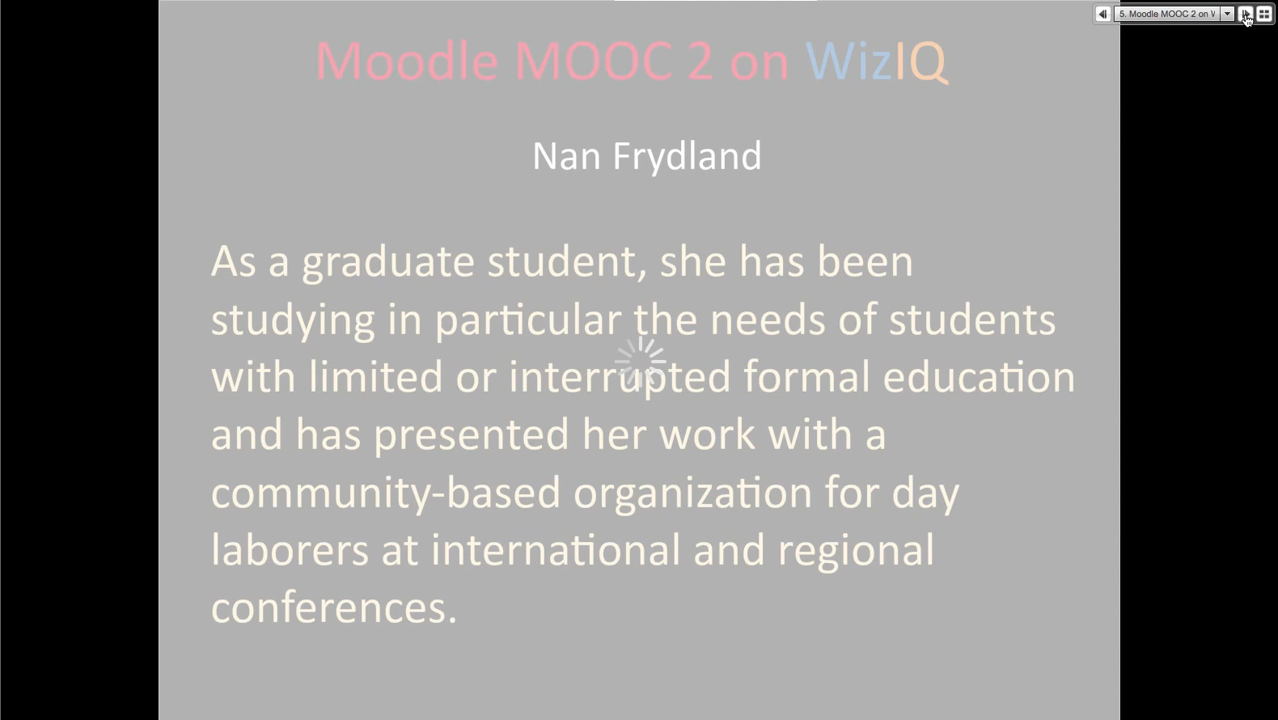 5. Moodle MOOC 2 on W
Moodle MOOC 2 on WizIQ
Nan Frydland
As a graduate student, she has been
studying in particular the needs of students
with limited or interrupted formal education
and has presented her work with a
community-based organization for day
laborers at international and regional
conferences.